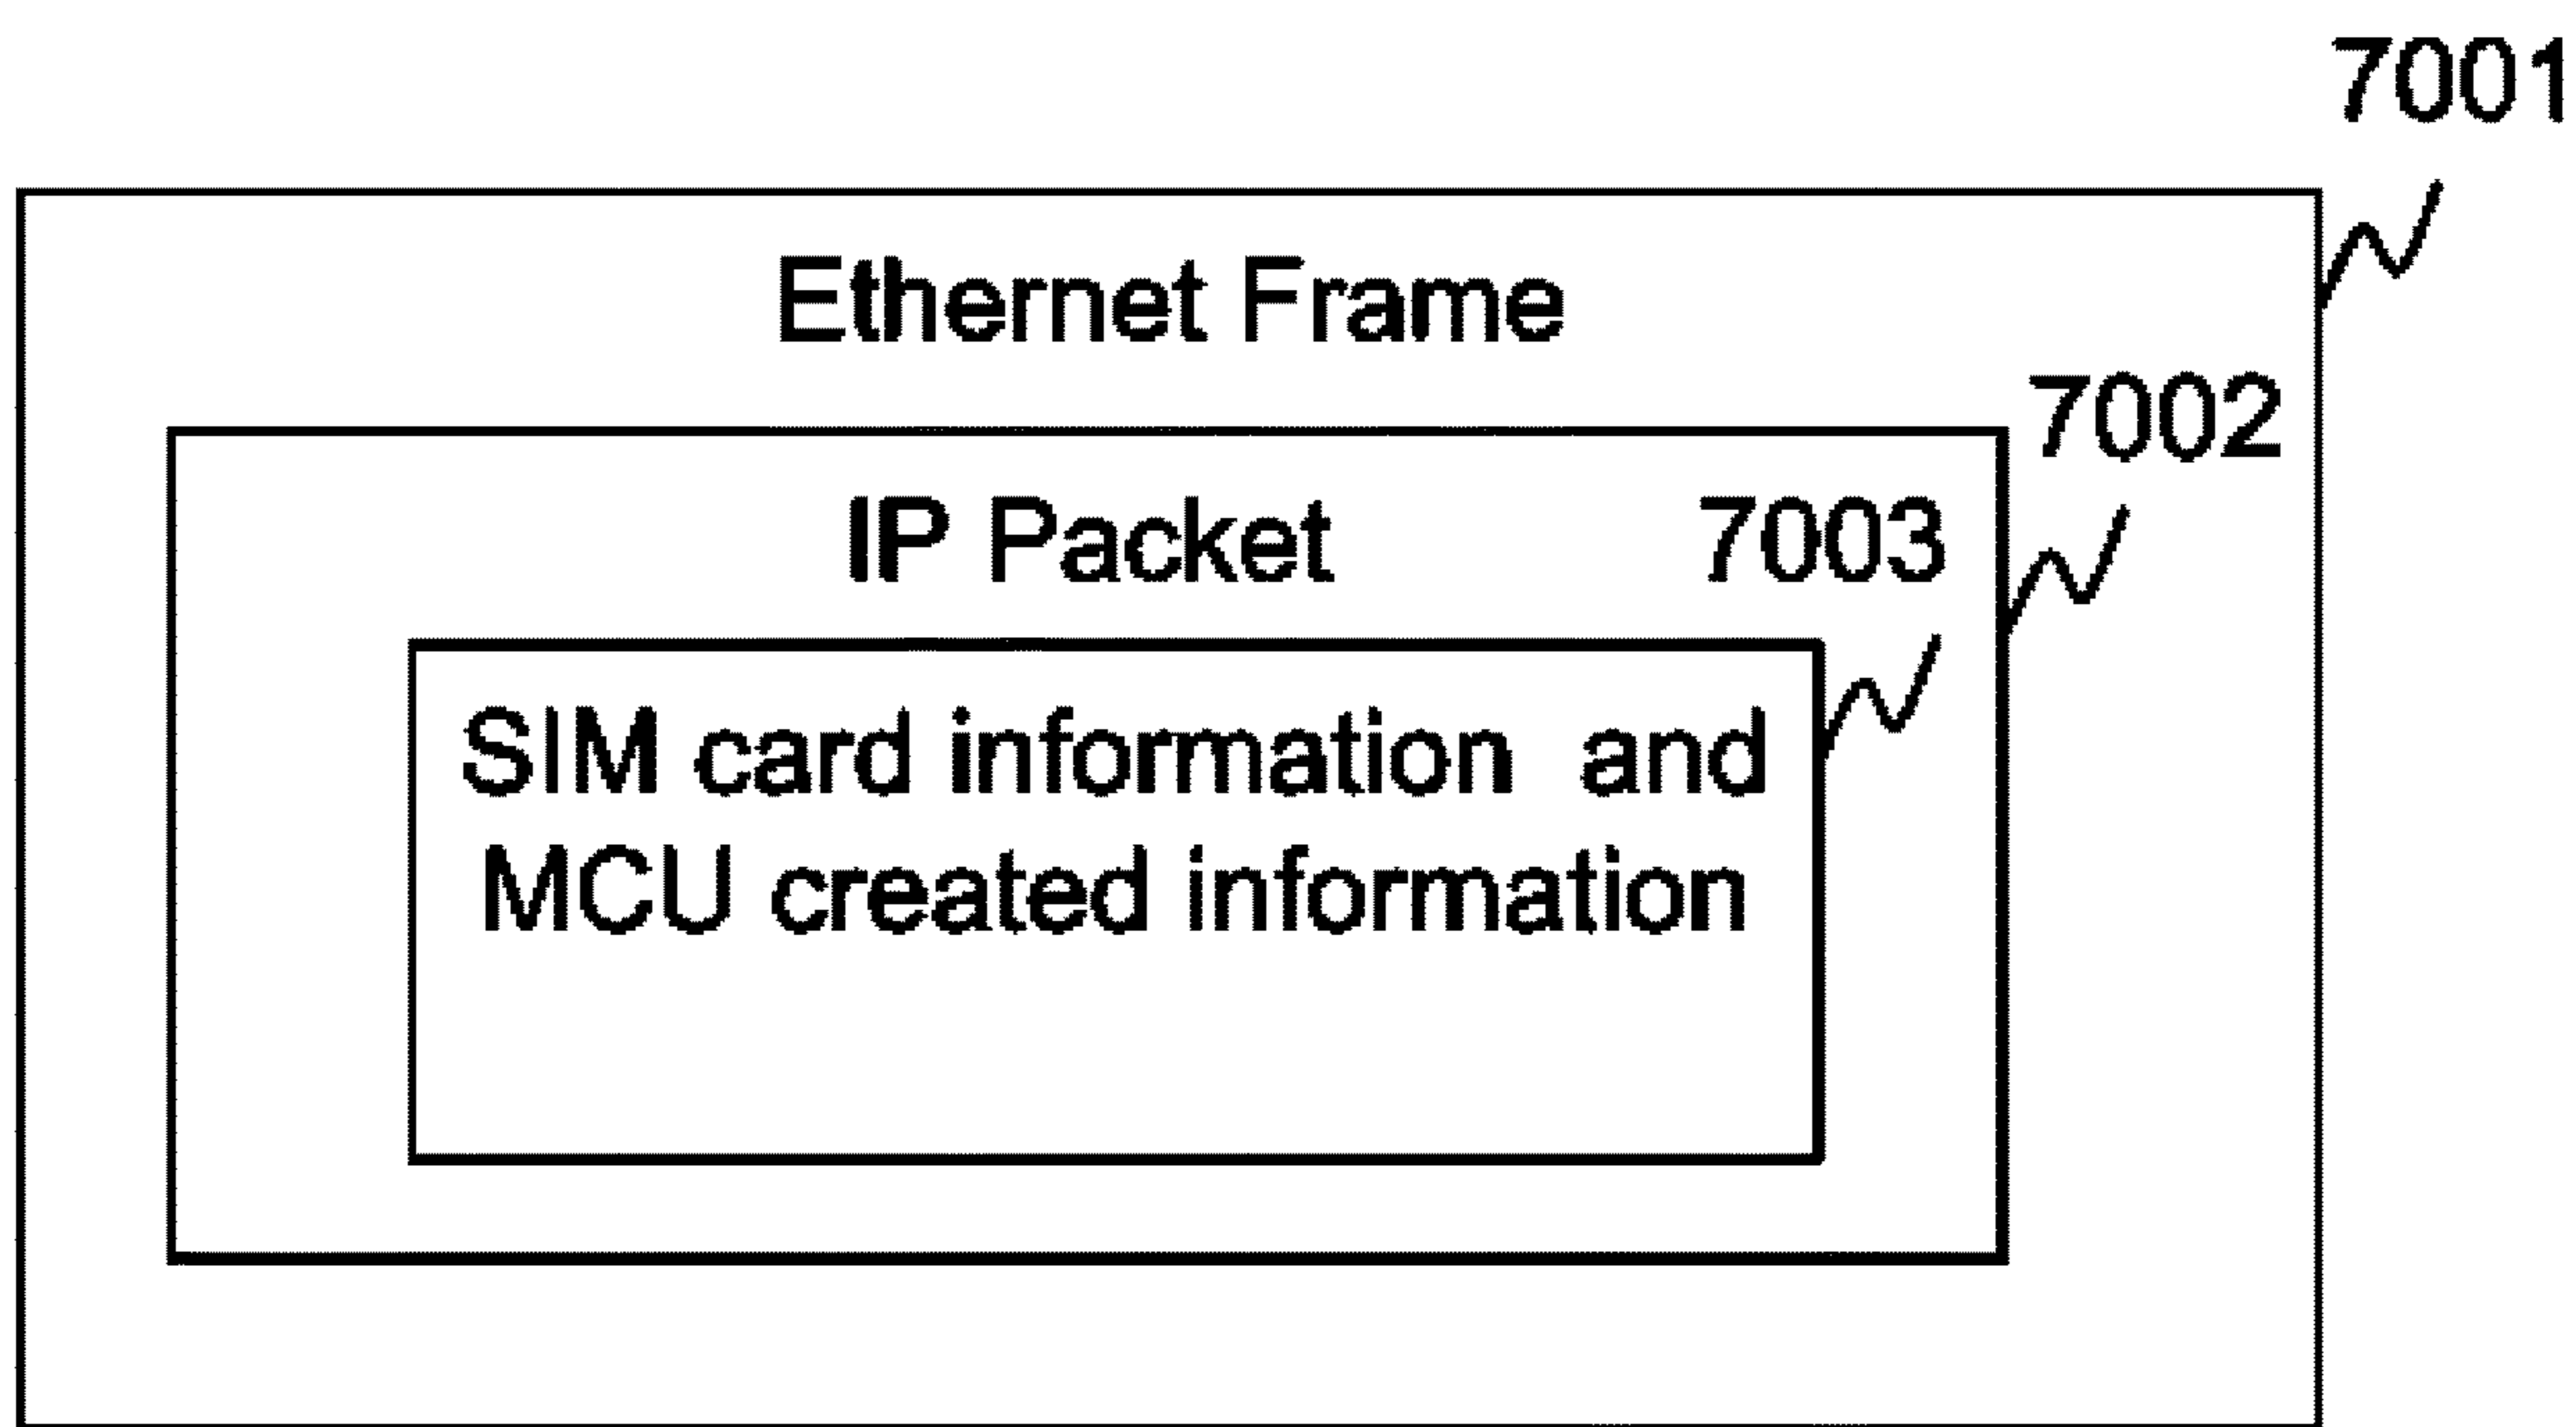 7001
Ethernet Frame
7002
IP Packet
7003
SIM card information and
MCU created information